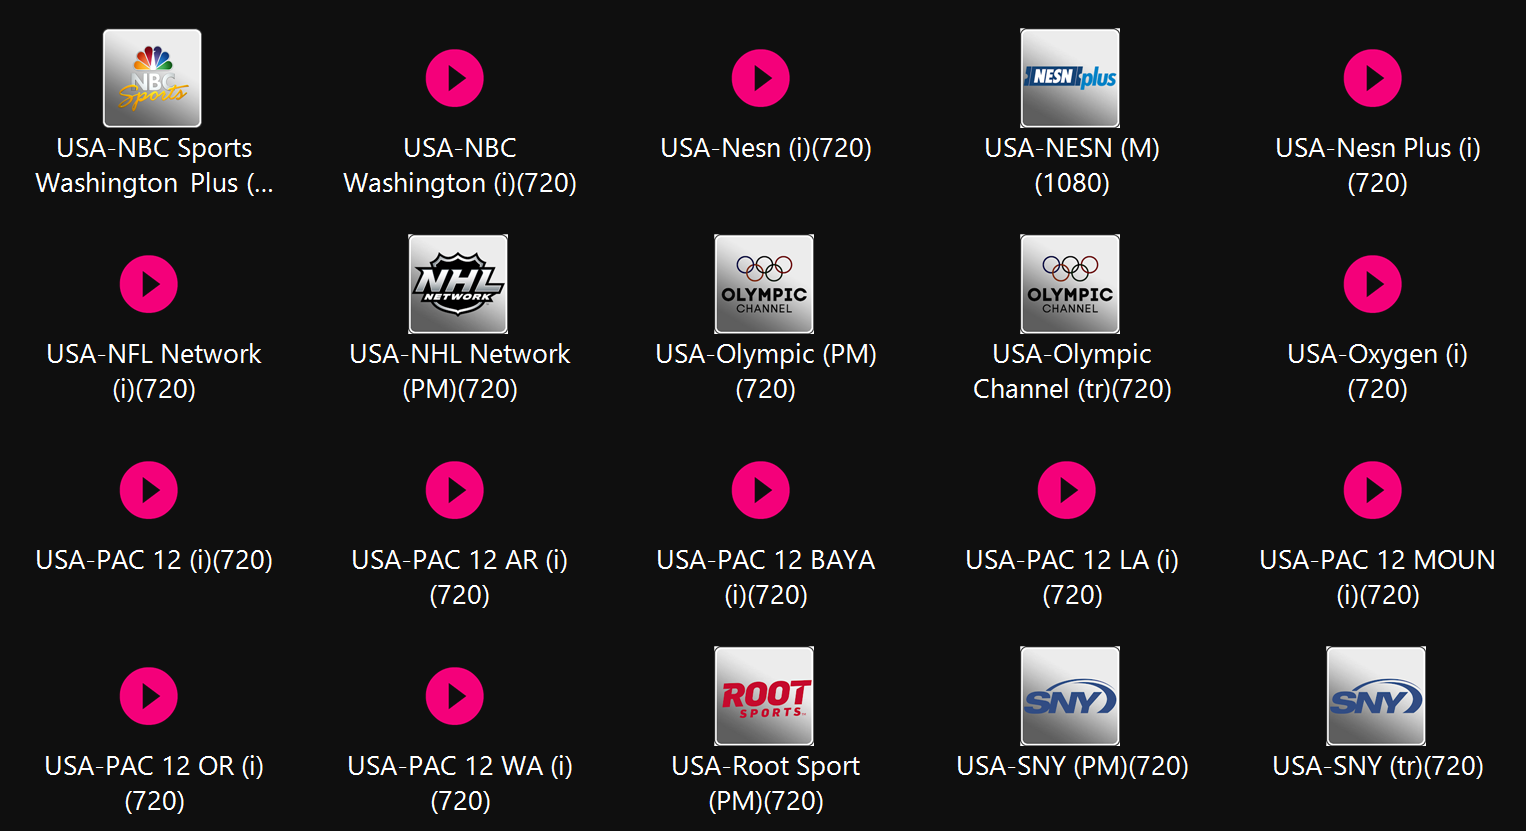 NBC
Sports
USA-NBC Sports
Washington Plus (...
USA-NBC
Washington (i)(720)
USA-Nesn (i)(720)
NESN plus
USA-NESN (M)
(1080)
USA-Nesn Plus (i)
(720)
USA-NFL Network
(i)(720)
NHL
NETWORK
USA-NHL Network
(PM)(720)
OLYMPIC
CHANNEL
USA-Olympic (PM)
(720)
OLYMPIC
CHANNEL
USA-Olympic
Channel (tr)(720)
USA-Oxygen (i)
(720)
USA-PAC 12 (i)(720)
USA-PAC 12 AR (i)
(720)
USA-PAC 12 BAYA
(i)(720)
USA-PAC 12 LA (i)
(720)
USA-PAC 12 MOUN
(i)(720)
USA-PAC 12 OR (i)
(720)
USA-PAC 12 WA (i)
(720)
ROOT
SPORTS
USA-Root Sport
(PM)(720)
SNY
USA-SNY (PM)(720)
SNY
USA-SNY (tr)(720)